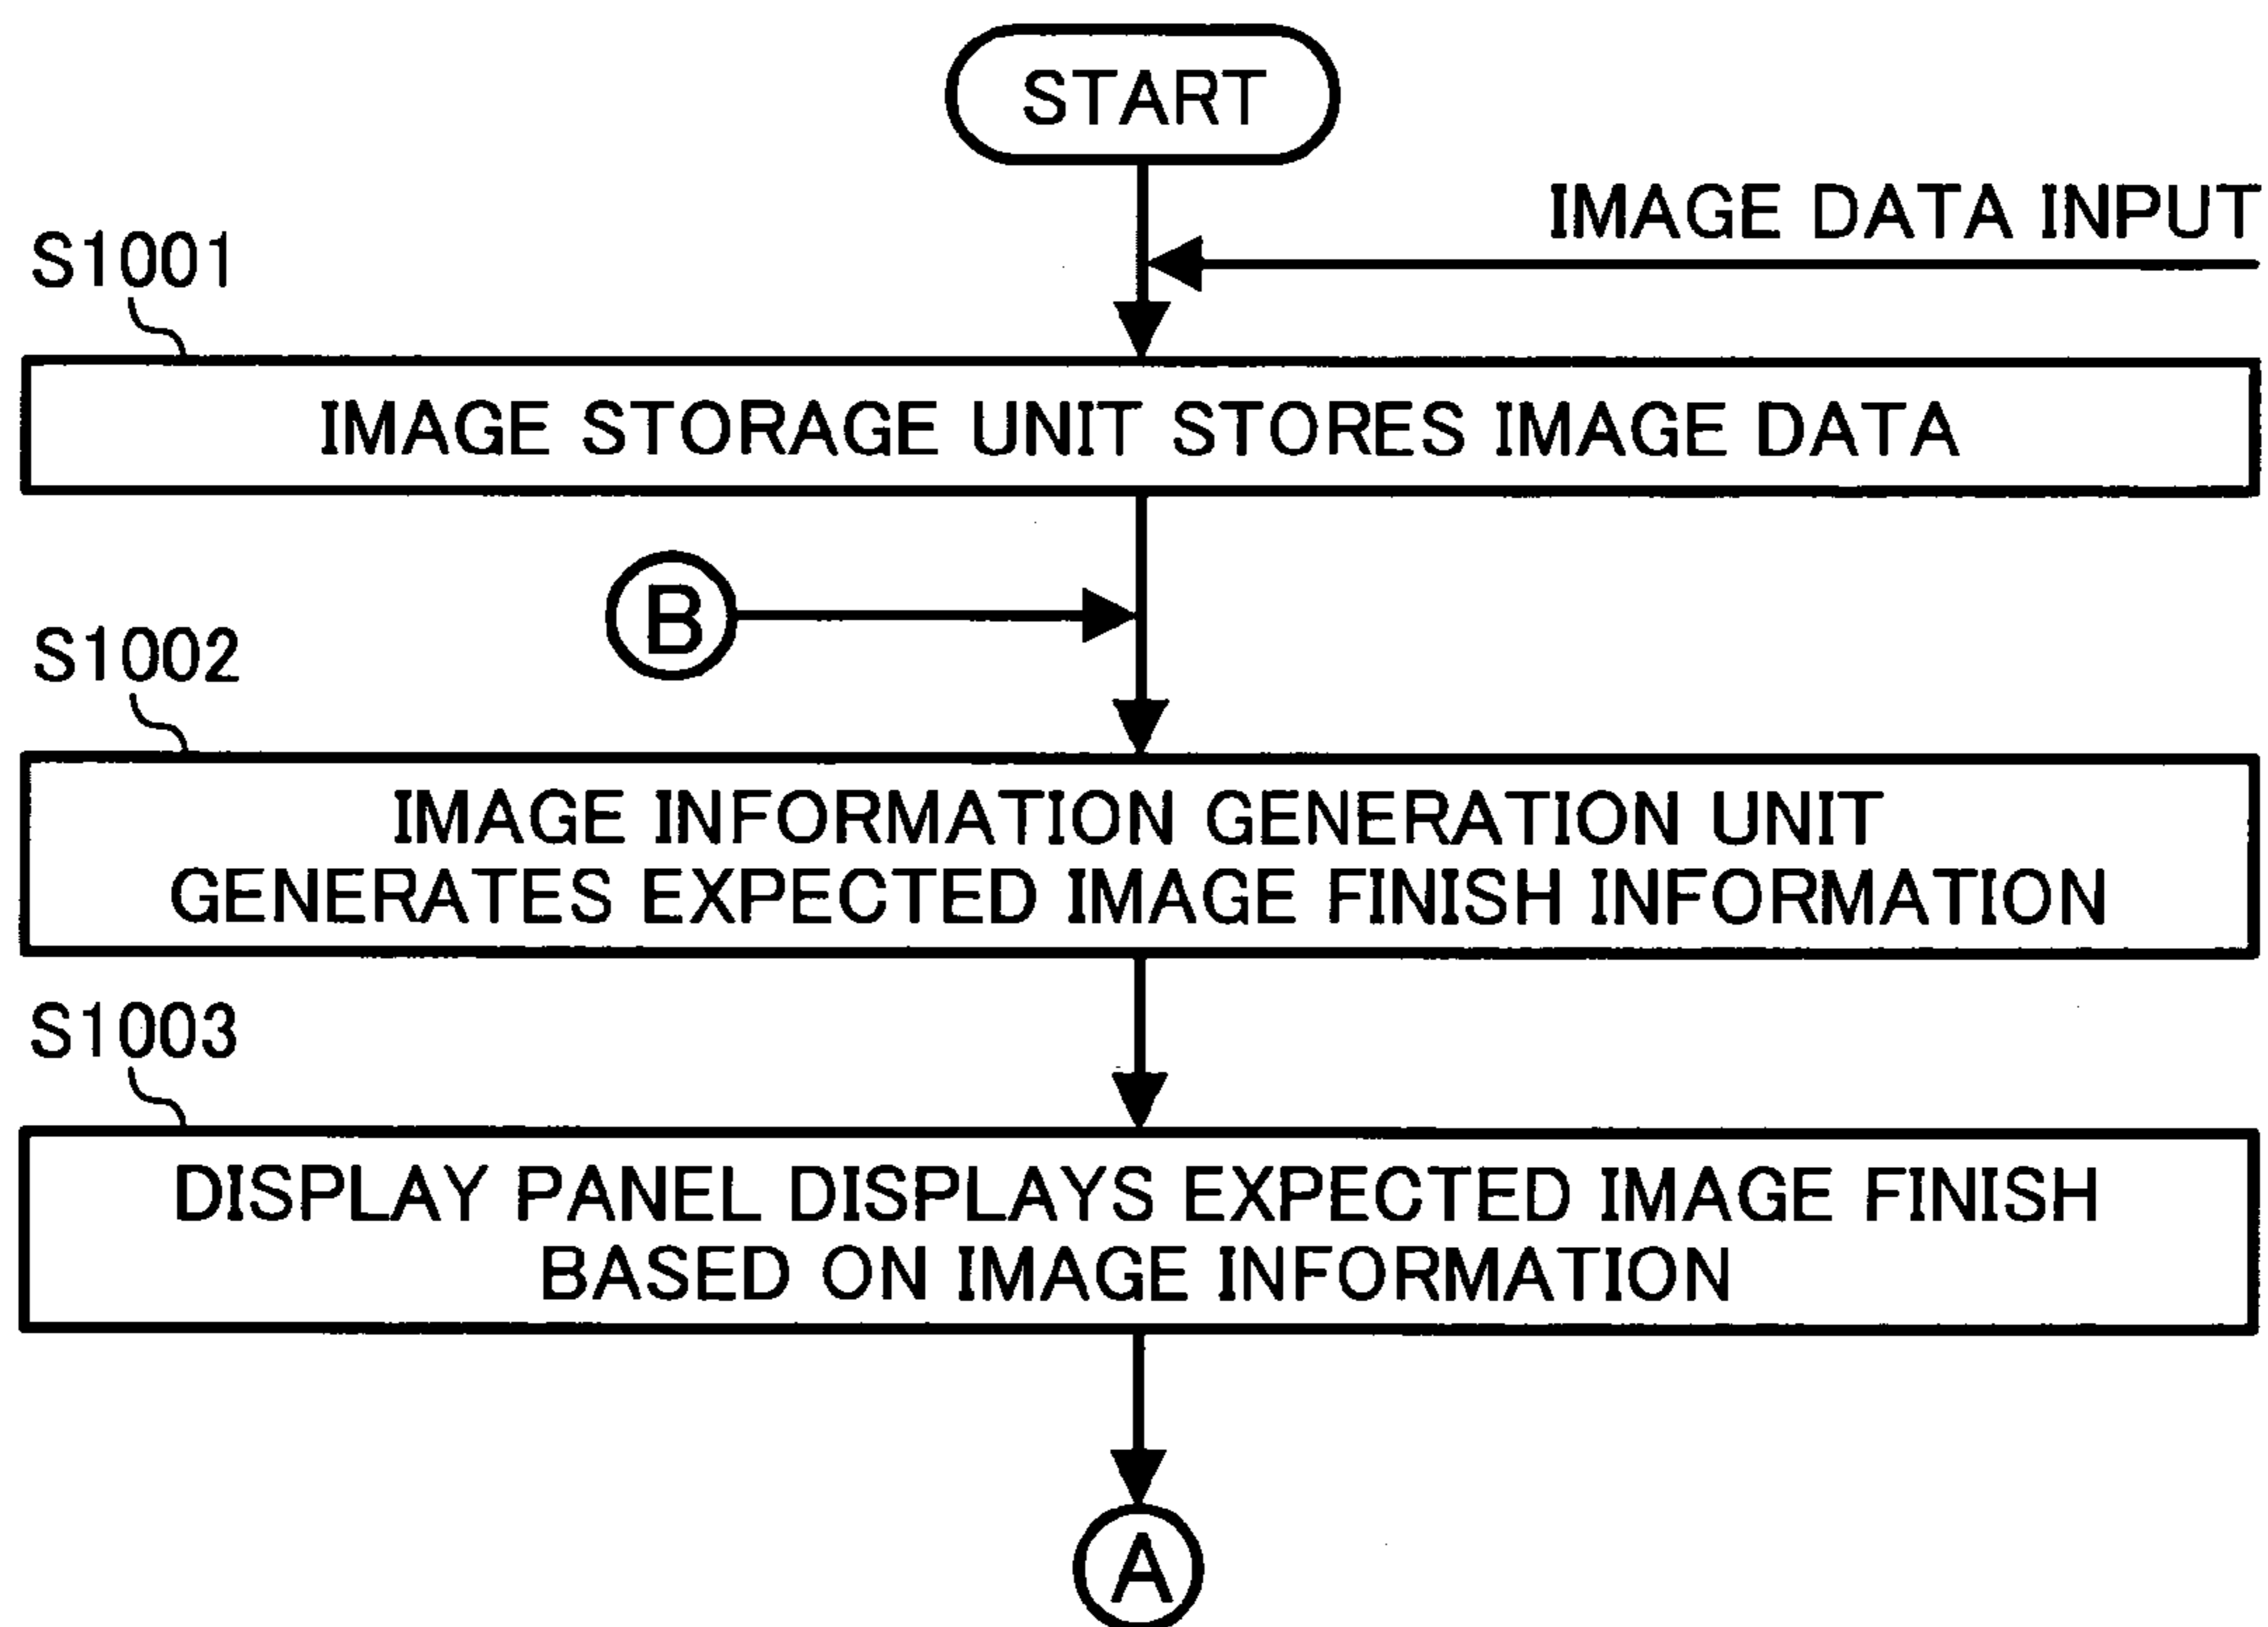 START
IMAGE DATA INPUT
S1001
IMAGE STORAGE UNIT STORES IMAGE DATA
B
S1002
IMAGE INFORMATION GENERATION UNIT
GENERATES EXPECTED IMAGE FINISH INFORMATION
S1003
DISPLAY PANEL DISPLAYS EXPECTED IMAGE FINISH
BASED ON IMAGE INFORMATION
A